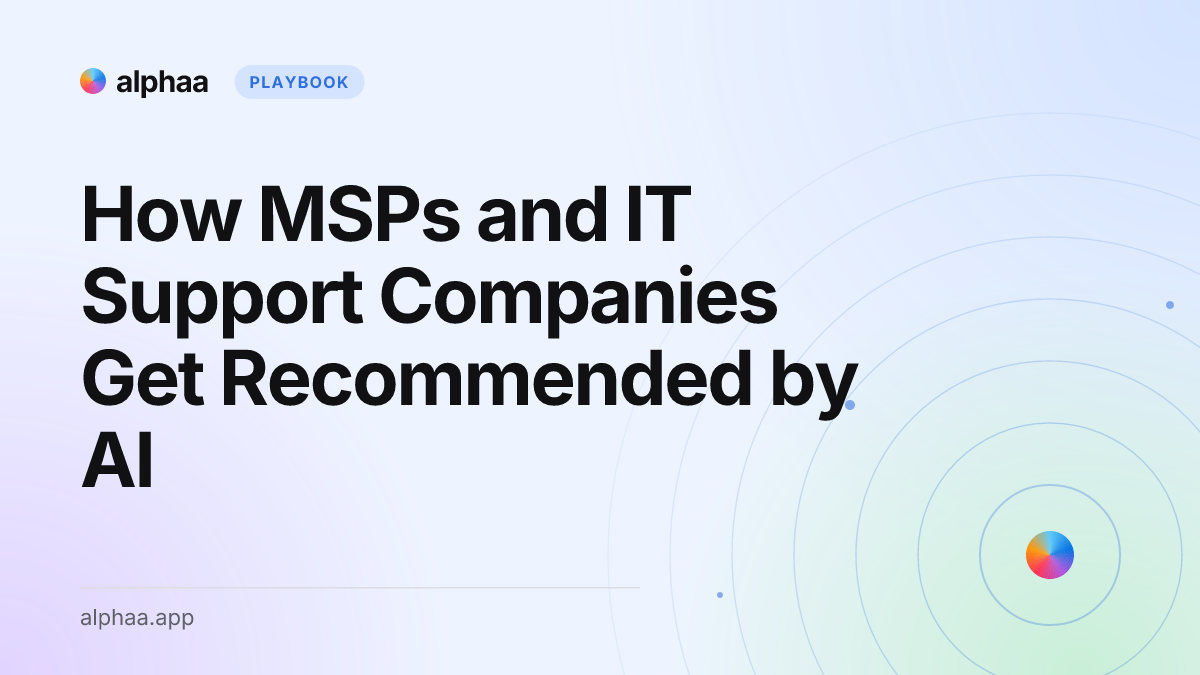 alphaa PLAYBOOK
How MSPs and IT
Support Companies
Get Recommended by
AI
alphaa.app